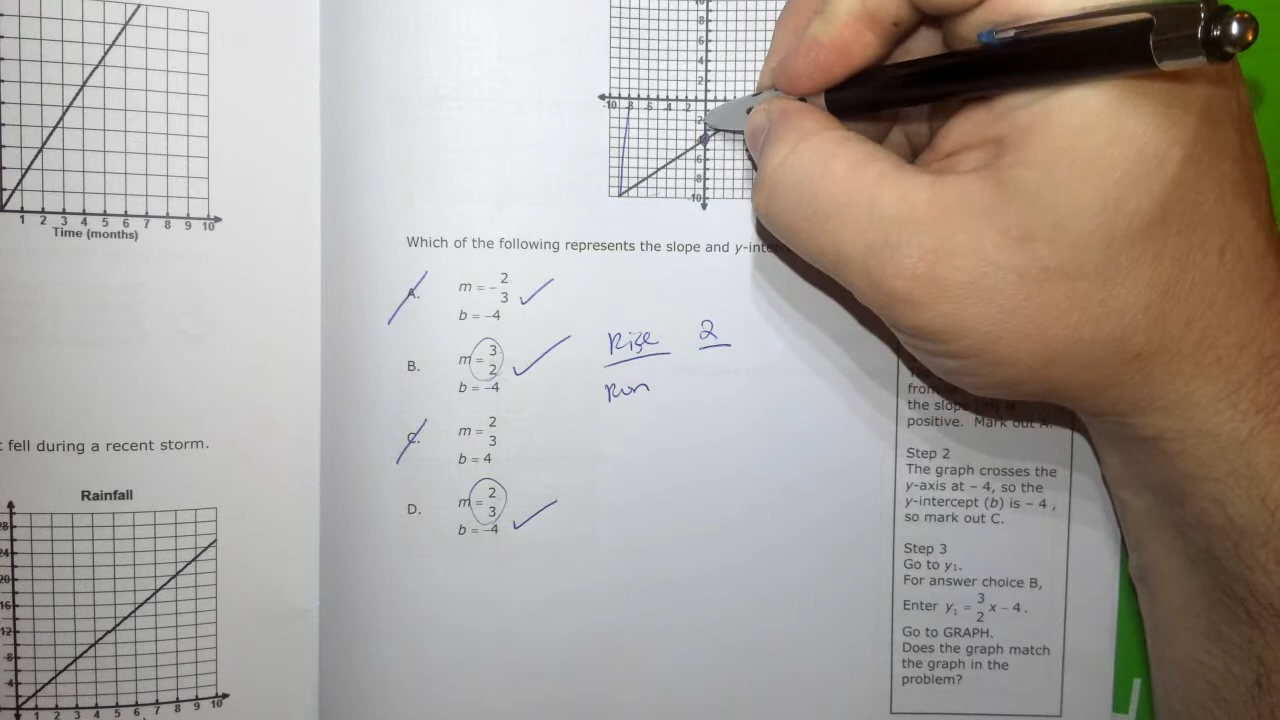 1 2 3 4 5 6 7 8 9 10
Time (months)
fell during a recent storm.
Rainfall
28
24
20
16
12
8
4
1 2 3 4 5 6 7 8 9 10
8
6
4
2
-10 -8 -6 -4 -2
2
6
-8
-10
Which of the following represents the slope and
A. m = - 2/3
b = -4
B. m = 3/2
b = -4
C. m = 2/3
b = 4
D. m = 2/3
b = -4
Rise 2
Run
from
the slope
positive. Mark out A.
Step 2
The graph crosses the
y-axis at – 4, so the
y-intercept (b) is – 4 ,
so mark out C.
Step 3
Go to y₁.
For answer choice B,
Enter y₁ = 3/2 x – 4 .
Go to GRAPH.
Does the graph match
the graph in the
problem?